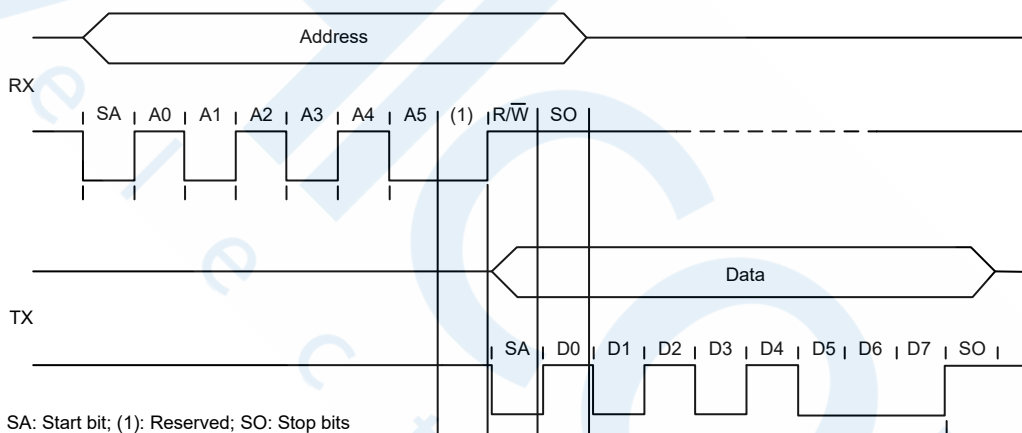 Address
RX
SA A0 A1 A2 A3 A4 A5 (1) R/W̅ SO
Data
TX
SA D0 D1 D2 D3 D4 D5 D6 D7 SO
SA: Start bit; (1): Reserved; SO: Stop bits
e l e c t